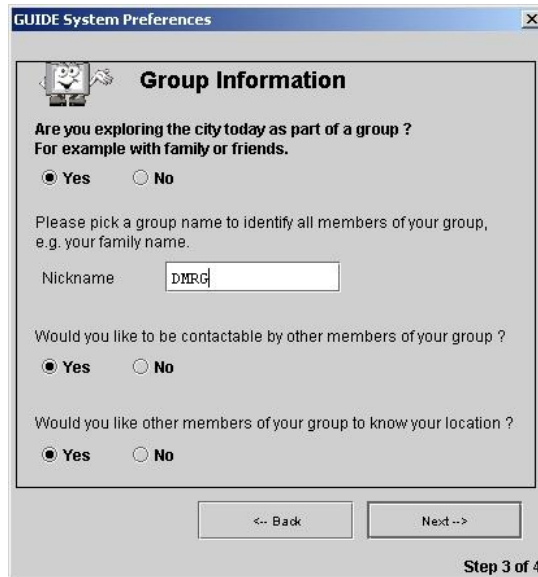 GUIDE System Preferences
Group Information
Are you exploring the city today as part of a group ?
For example with family or friends.
Yes No
Please pick a group name to identify all members of your group,
e.g. your family name.
Nickname DMRG
Would you like to be contactable by other members of your group ?
Yes No
Would you like other members of your group to know your location ?
Yes No
<-- Back Next -->
Step 3 of 4